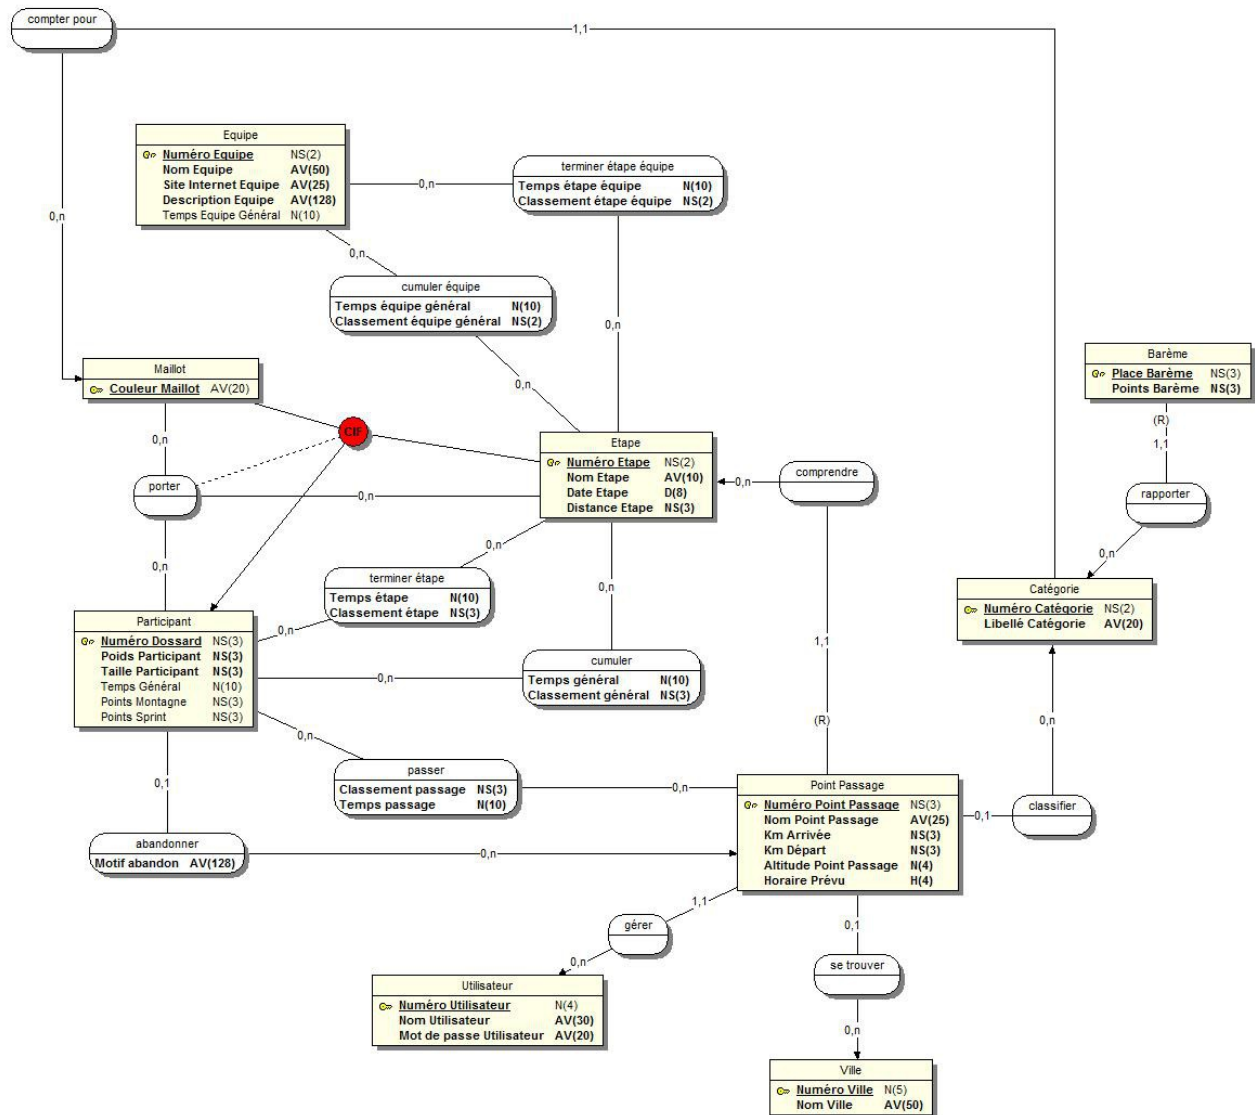 compter pour
1,1
Equipe
Numéro Equipe NS(2)
Nom Equipe AV(50)
Site Internet Equipe AV(25)
Description Equipe AV(128)
Temps Equipe Général N(10)
0,n
terminer étape équipe
Temps étape équipe N(10)
Classement étape équipe NS(2)
0,n
0,n
cumuler équipe
Temps équipe général N(10)
Classement équipe général NS(2)
0,n
0,n
Maillot
Couleur Maillot AV(20)
Barème
Place Barème NS(3)
Points Barème NS(3)
(R)
1,1
0,n
CIF
Etape
Numéro Etape NS(2)
Nom Etape AV(10)
Date Etape D(8)
Distance Etape NS(3)
comprendre
0,n
porter
0,n
rapporter
0,n
0,n
0,n
terminer étape
Temps étape N(10)
Classement étape NS(3)
0,n
0,n
Catégorie
Numéro Catégorie NS(2)
Libellé Catégorie AV(20)
Participant
Numéro Dossard NS(3)
Poids Participant NS(3)
Taille Participant NS(3)
Temps Général N(10)
Points Montagne NS(3)
Points Sprint NS(3)
0,n
cumuler
Temps général N(10)
Classement général NS(3)
1,1
(R)
0,n
0,n
passer
Classement passage NS(3)
Temps passage N(10)
0,n
0,1
Point Passage
Numéro Point Passage NS(3)
Nom Point Passage AV(25)
Km Arrivée NS(3)
Km Départ NS(3)
Altitude Point Passage N(4)
Horaire Prévu H(4)
0,1
classifier
abandonner
Motif abandon AV(128)
0,n
1,1
gérer
0,n
0,1
se trouver
0,n
Utilisateur
Numéro Utilisateur N(4)
Nom Utilisateur AV(30)
Mot de passe Utilisateur AV(20)
Ville
Numéro Ville N(5)
Nom Ville AV(50)